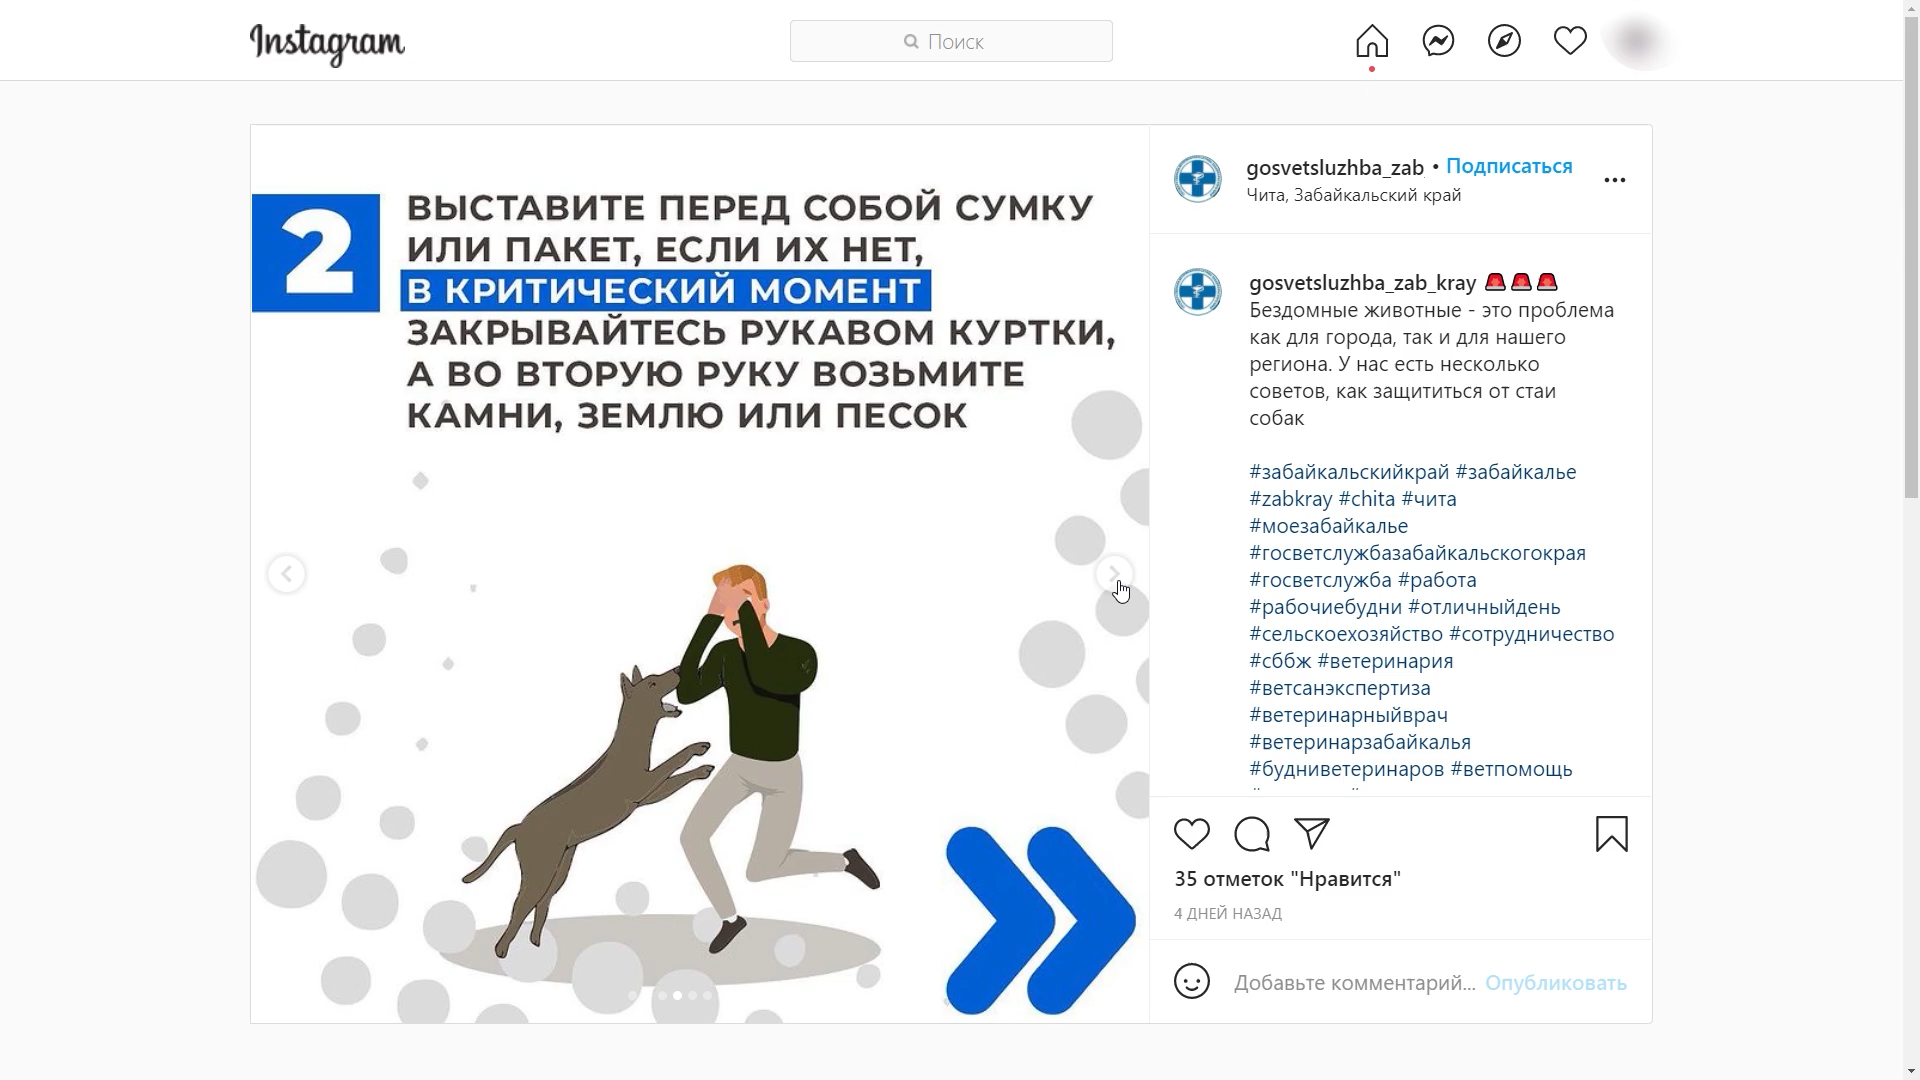 Instagram
Поиск
2
ВЫСТАВИТЕ ПЕРЕД СОБОЙ СУМКУ
ИЛИ ПАКЕТ, ЕСЛИ ИХ НЕТ,
В КРИТИЧЕСКИЙ МОМЕНТ
ЗАКРЫВАЙТЕСЬ РУКАВОМ КУРТКИ,
А ВО ВТОРУЮ РУКУ ВОЗЬМИТЕ
КАМНИ, ЗЕМЛЮ ИЛИ ПЕСОК
gosvetsluzhba_zab • Подписаться
Чита, Забайкальский край
gosvetsluzhba_zab_kray 🚨🚨🚨
Бездомные животные - это проблема
как для города, так и для нашего
региона. У нас есть несколько
советов, как защититься от стаи
собак
#забайкальскийкрай #забайкалье
#zabkray #chita #чита
#моезабайкалье
#госветслужбазабайкальскогокрая
#госветслужба #работа
#рабочиебудни #отличныйдень
#сельскоехозяйство #сотрудничество
#сббж #ветеринария
#ветсанэкспертиза
#ветеринарныйврач
#ветеринарзабайкалья
#будниветеринаров #ветпомощь
35 отметок "Нравится"
4 ДНЕЙ НАЗАД
Добавьте комментарий... Опубликовать